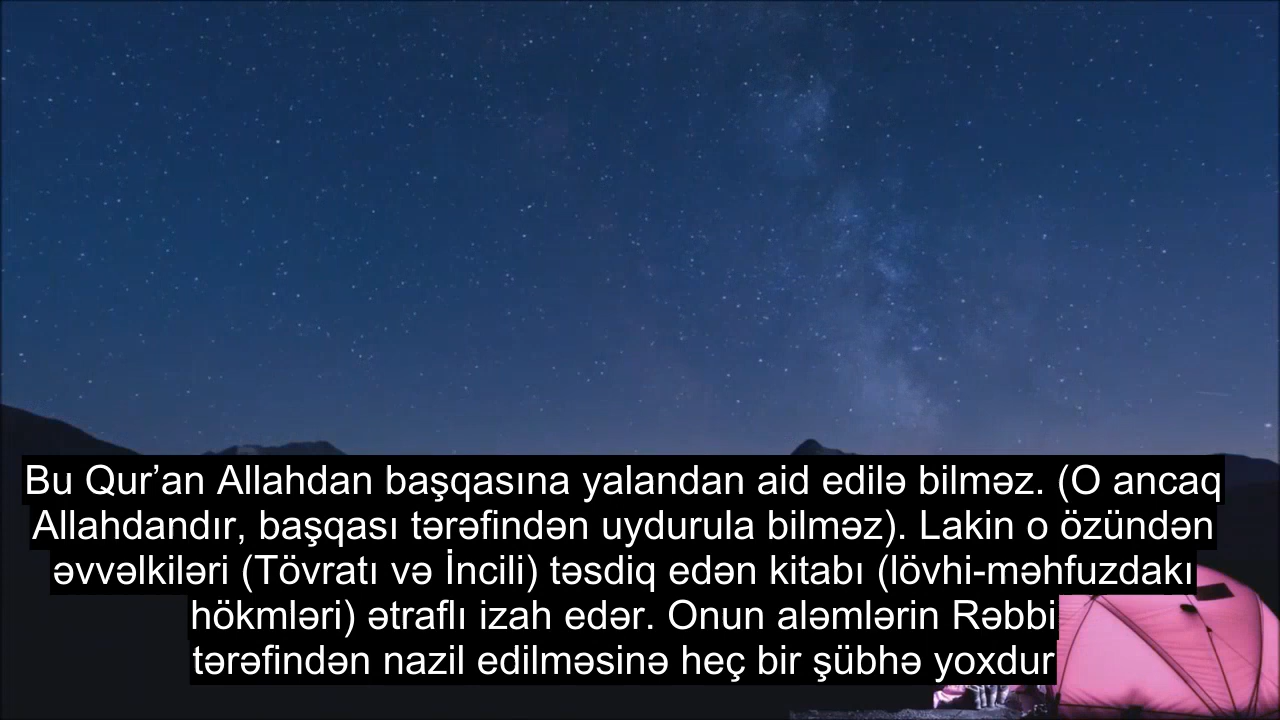 Bu Qur’an Allahdan başqasına yalandan aid edilə bilməz. (O ancaq
Allahdandır, başqası tərəfindən uydurula bilməz). Lakin o özündən
əvvəlkiləri (Tövratı və İncili) təsdiq edən kitabı (lövhi-məhfuzdakı
hökmləri) ətraflı izah edər. Onun aləmlərin Rəbbi
tərəfindən nazil edilməsinə heç bir şübhə yoxdur